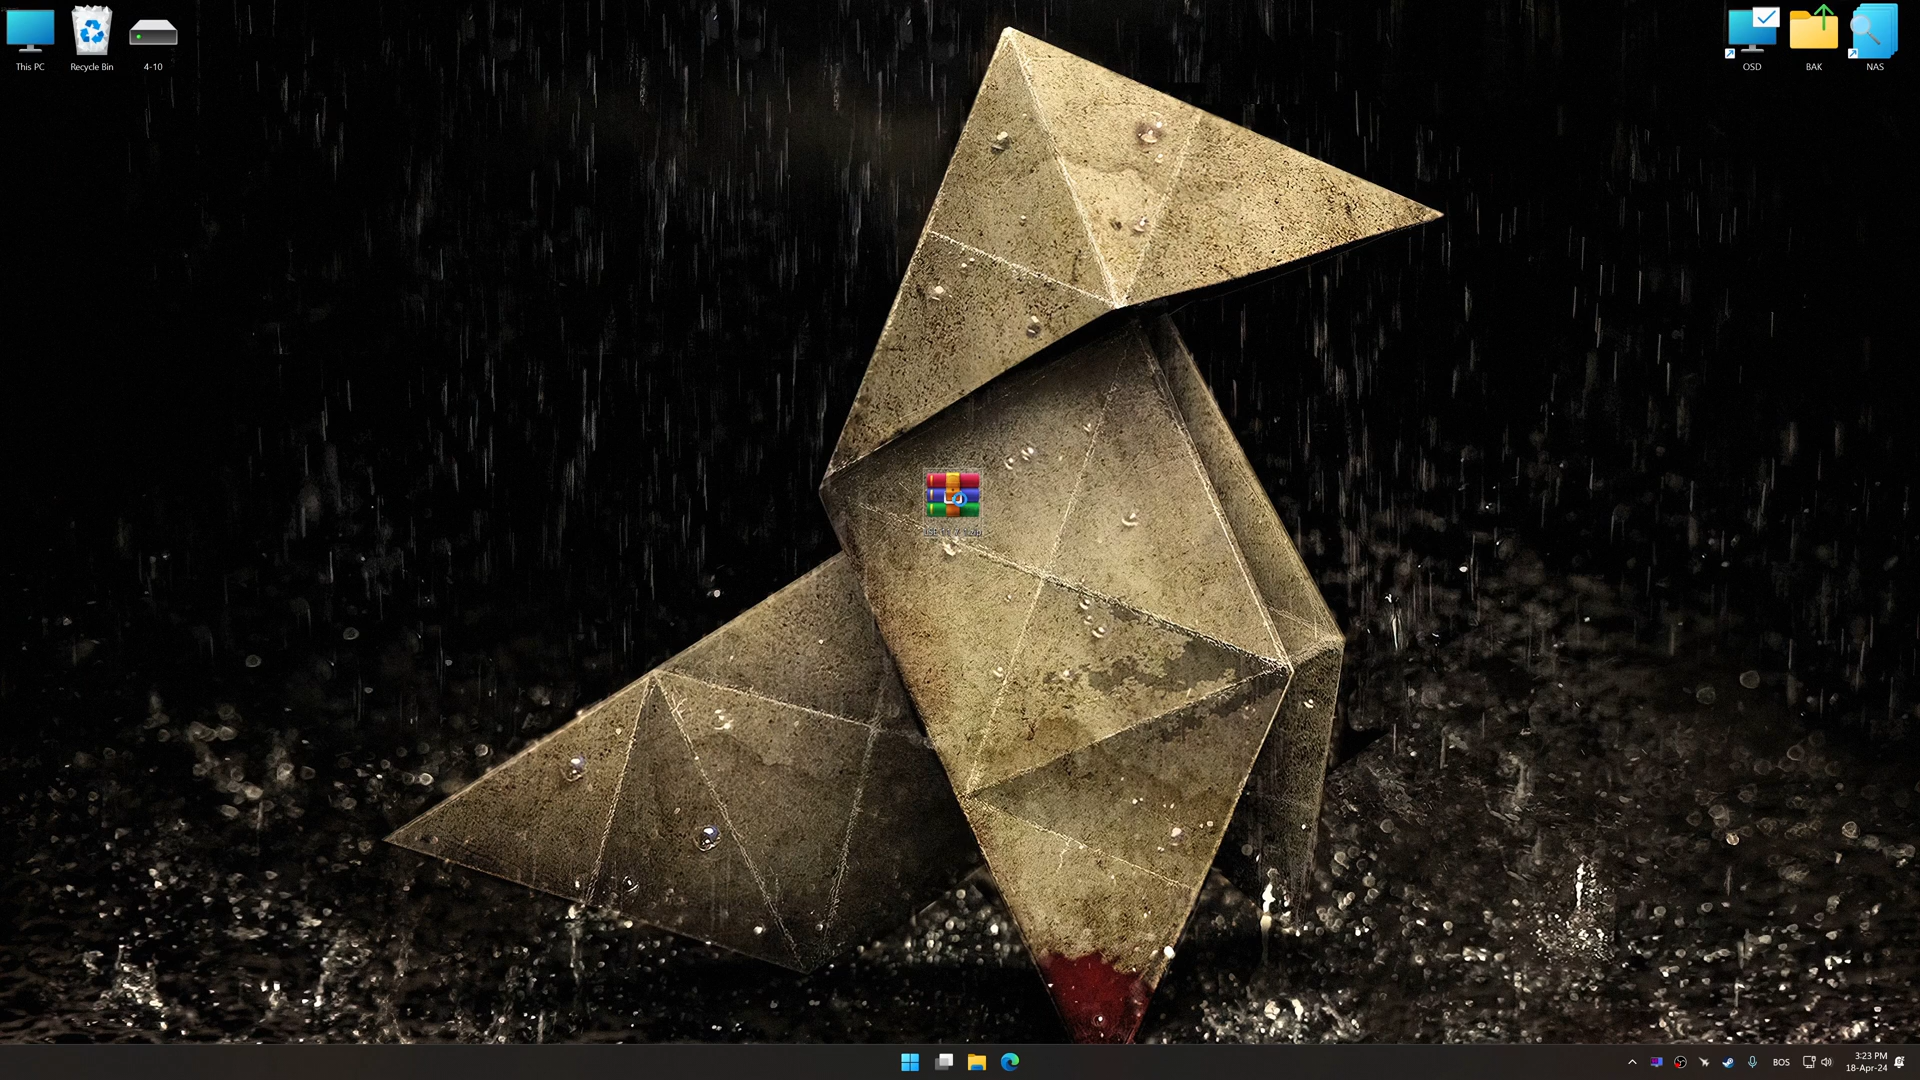 This PC
Recycle Bin
4-10
OSD
BAK
NAS
BOS
3:23 PM
18-Apr-24